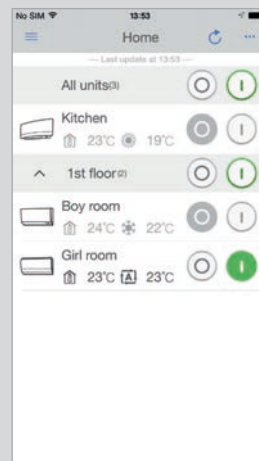 No SIM 13:53
Home
--- Last update at 13:53 ---
All units(3)
Kitchen
23°C 19°C
1st floor(2)
Boy room
24°C 22°C
Girl room
23°C A 23°C